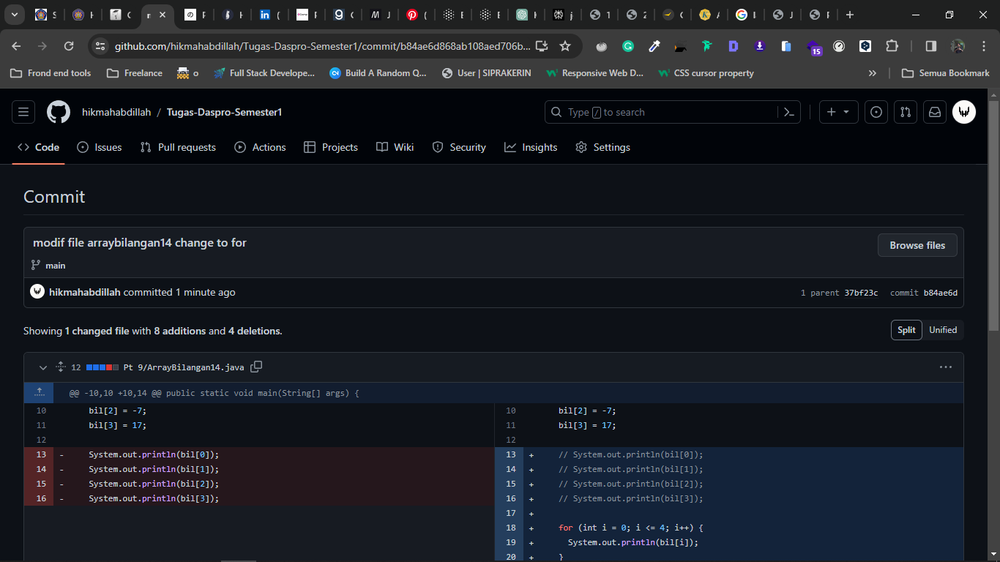 github.com/hikmahabdillah/Tugas-Daspro-Semester1/commit/b84ae6d868ab108aed706b...
15
Frond end tools Freelance o Full Stack Develope... Build A Random Q... User | SIPRAKERIN Responsive Web D... CSS cursor property » Semua Bookmark
hikmahabdillah / Tugas-Daspro-Semester1 Type / to search
Code Issues Pull requests Actions Projects Wiki Security Insights Settings
Commit
modif file arraybilangan14 change to for
Browse files
main
hikmahabdillah committed 1 minute ago 1 parent 37bf23c commit b84ae6d
Showing 1 changed file with 8 additions and 4 deletions. Split Unified
12 Pt 9/ArrayBilangan14.java
@@ -10,10 +10,14 @@ public static void main(String[] args) {
10 bil[2] = -7; 10 bil[2] = -7;
11 bil[3] = 17; 11 bil[3] = 17;
12 12
13 - System.out.println(bil[0]); 13 + // System.out.println(bil[0]);
14 - System.out.println(bil[1]); 14 + // System.out.println(bil[1]);
15 - System.out.println(bil[2]); 15 + // System.out.println(bil[2]);
16 - System.out.println(bil[3]); 16 + // System.out.println(bil[3]);
17 +
18 + for (int i = 0; i <= 4; i++) {
19 + System.out.println(bil[i]);
20 + }